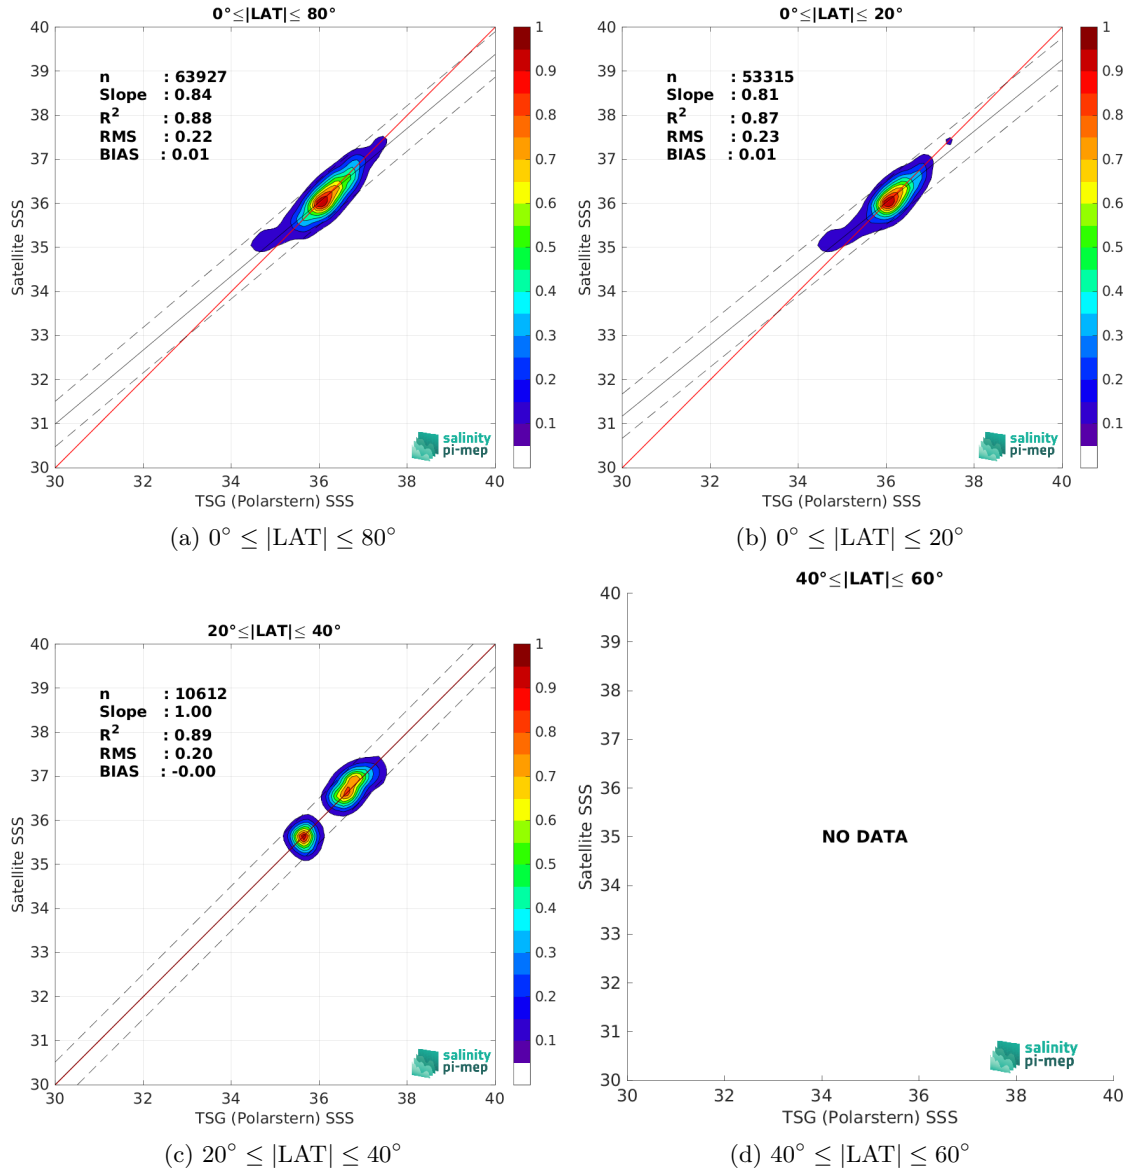 0°≤|LAT|≤ 80°
40
39
38
37
36
35
34
33
32
31
30
30
32
34
36
38
40
Satellite SSS
TSG (Polarstern) SSS
n : 63927
Slope : 0.84
R² : 0.88
RMS : 0.22
BIAS : 0.01
1
0.9
0.8
0.7
0.6
0.5
0.4
0.3
0.2
0.1
salinity
pi-mep
(a) 0° ≤ |LAT| ≤ 80°
0°≤|LAT|≤ 20°
40
39
38
37
36
35
34
33
32
31
30
30
32
34
36
38
40
Satellite SSS
TSG (Polarstern) SSS
n : 53315
Slope : 0.81
R² : 0.87
RMS : 0.23
BIAS : 0.01
1
0.9
0.8
0.7
0.6
0.5
0.4
0.3
0.2
0.1
salinity
pi-mep
(b) 0° ≤ |LAT| ≤ 20°
20°≤|LAT|≤ 40°
40
39
38
37
36
35
34
33
32
31
30
30
32
34
36
38
40
Satellite SSS
TSG (Polarstern) SSS
n : 10612
Slope : 1.00
R² : 0.89
RMS : 0.20
BIAS : -0.00
1
0.9
0.8
0.7
0.6
0.5
0.4
0.3
0.2
0.1
salinity
pi-mep
(c) 20° ≤ |LAT| ≤ 40°
40°≤|LAT|≤ 60°
40
39
38
37
36
35
34
33
32
31
30
30
32
34
36
38
40
Satellite SSS
TSG (Polarstern) SSS
NO DATA
salinity
pi-mep
(d) 40° ≤ |LAT| ≤ 60°